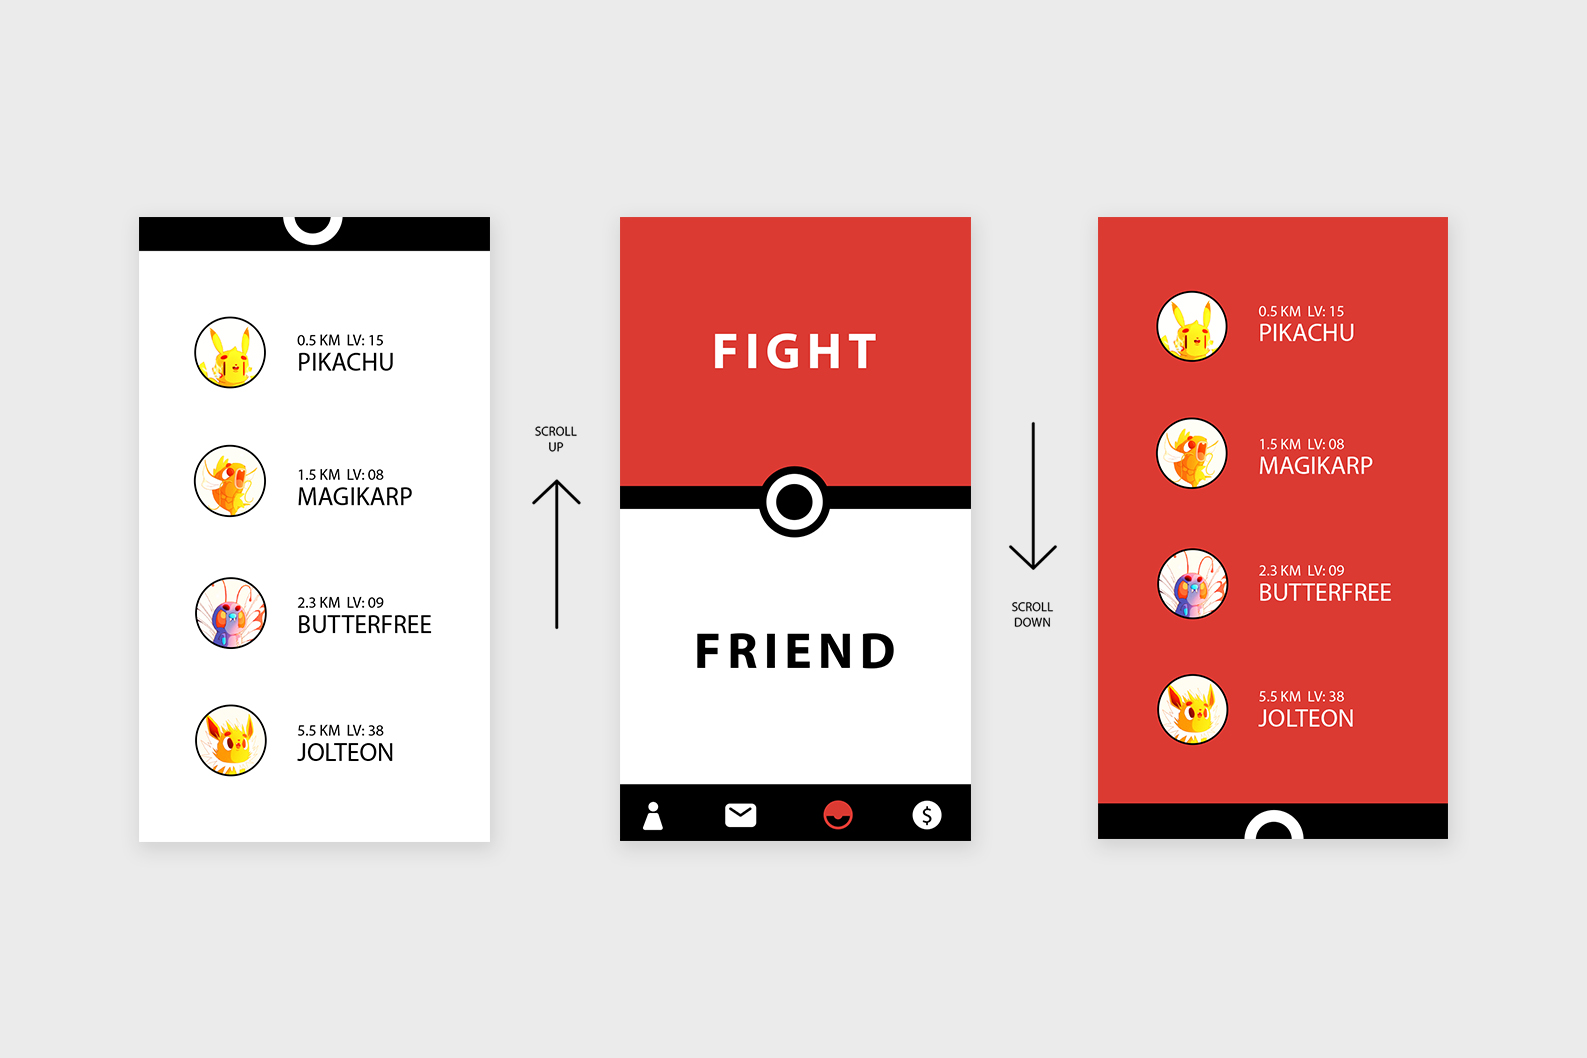 0.5 KM LV: 15
PIKACHU
1.5 KM LV: 08
MAGIKARP
2.3 KM LV: 09
BUTTERFREE
5.5 KM LV: 38
JOLTEON
SCROLL
UP
FIGHT
FRIEND
$
SCROLL
DOWN
0.5 KM LV: 15
PIKACHU
1.5 KM LV: 08
MAGIKARP
2.3 KM LV: 09
BUTTERFREE
5.5 KM LV: 38
JOLTEON